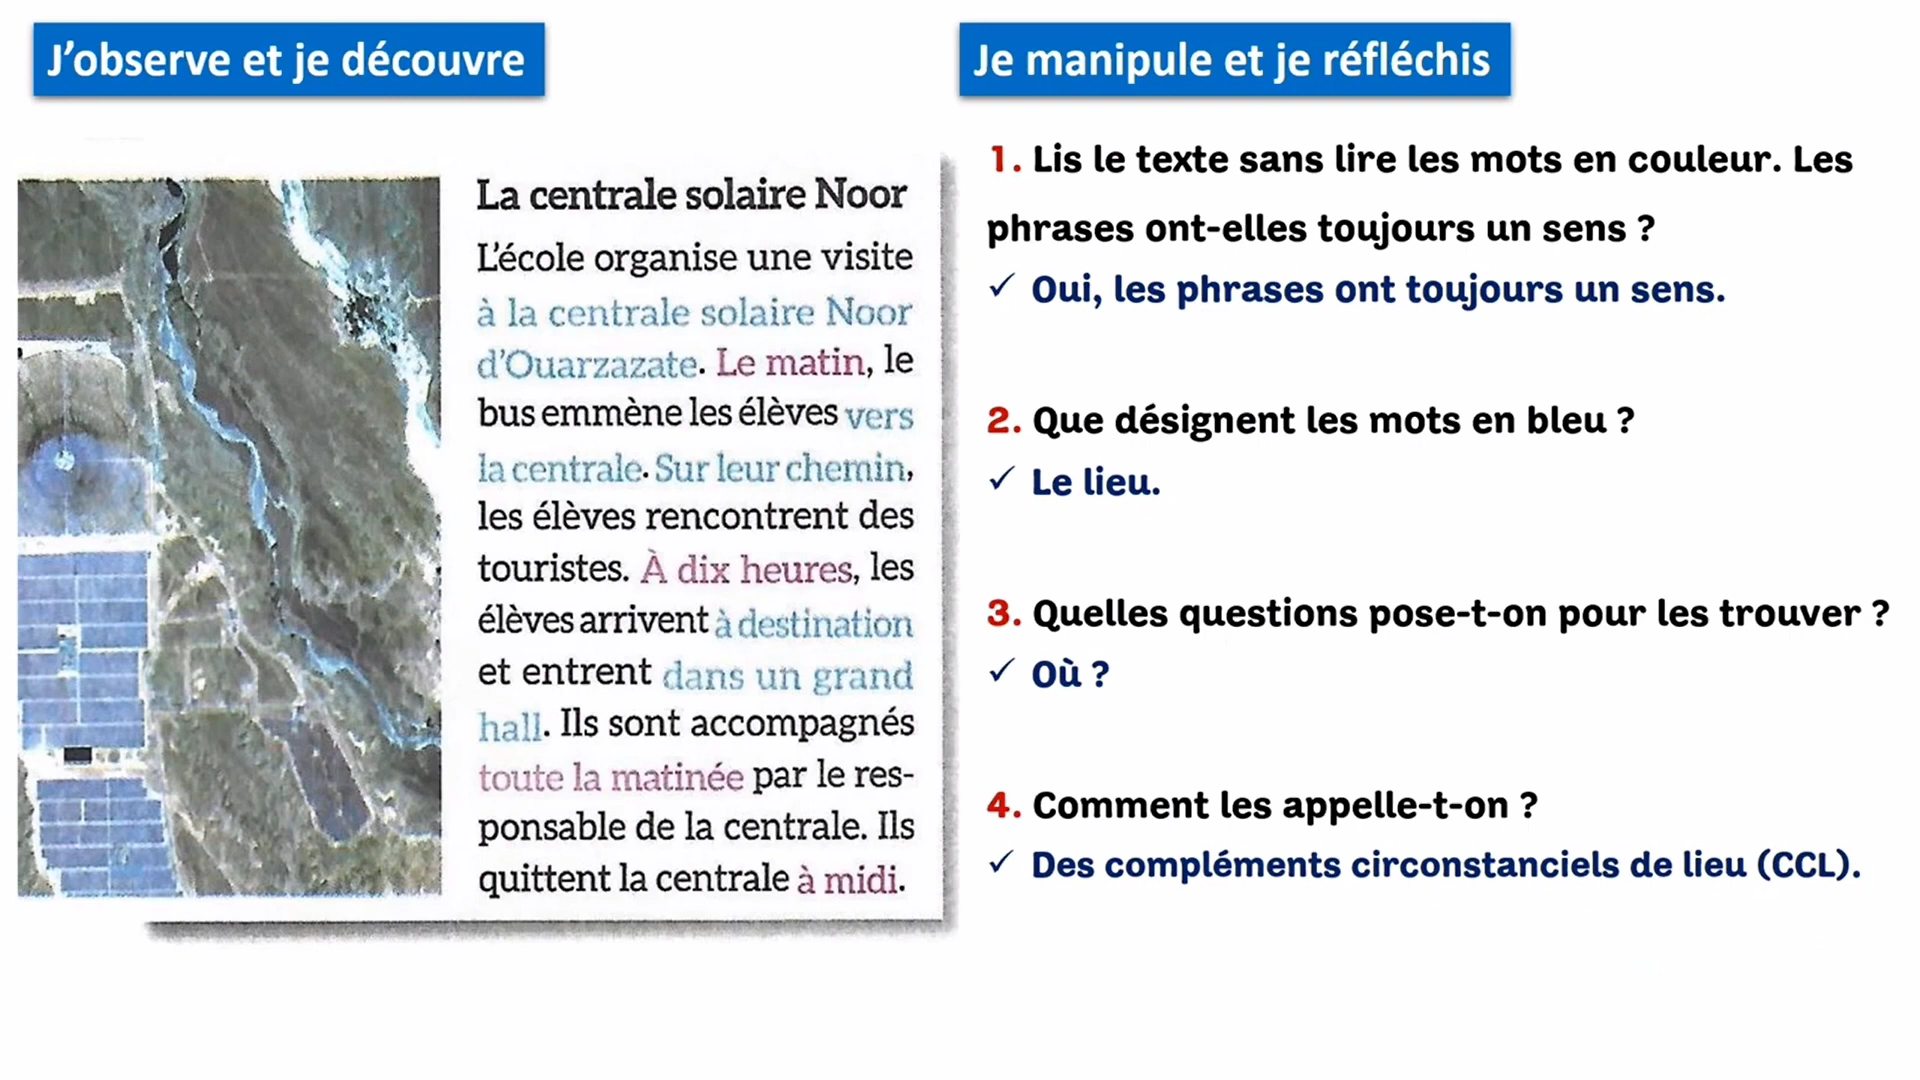 J'observe et je découvre
La centrale solaire Noor
L'école organise une visite
à la centrale solaire Noor
d'Ouarzazate. Le matin, le
bus emmène les élèves vers
la centrale. Sur leur chemin,
les élèves rencontrent des
touristes. À dix heures, les
élèves arrivent à destination
et entrent dans un grand
hall. Ils sont accompagnés
toute la matinée par le res-
ponsable de la centrale. Ils
quittent la centrale à midi.
Je manipule et je réfléchis
1. Lis le texte sans lire les mots en couleur. Les
phrases ont-elles toujours un sens ?
✓ Oui, les phrases ont toujours un sens.
2. Que désignent les mots en bleu ?
✓ Le lieu.
3. Quelles questions pose-t-on pour les trouver ?
✓ Où ?
4. Comment les appelle-t-on ?
✓ Des compléments circonstanciels de lieu (CCL).